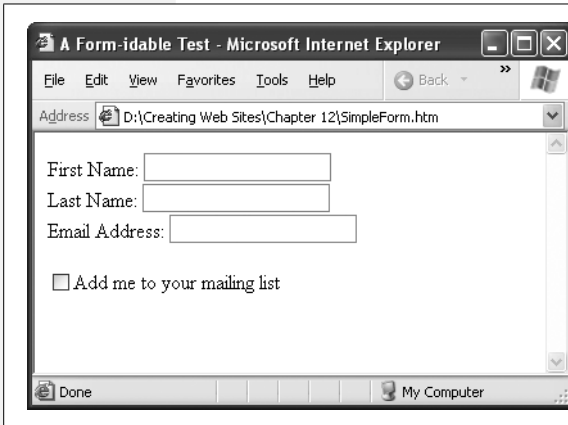 A Form-idable Test - Microsoft Internet Explorer
File Edit View Favorites Tools Help Back »
Address D:\Creating Web Sites\Chapter 12\SimpleForm.htm
First Name:
Last Name:
Email Address:
Add me to your mailing list
Done My Computer